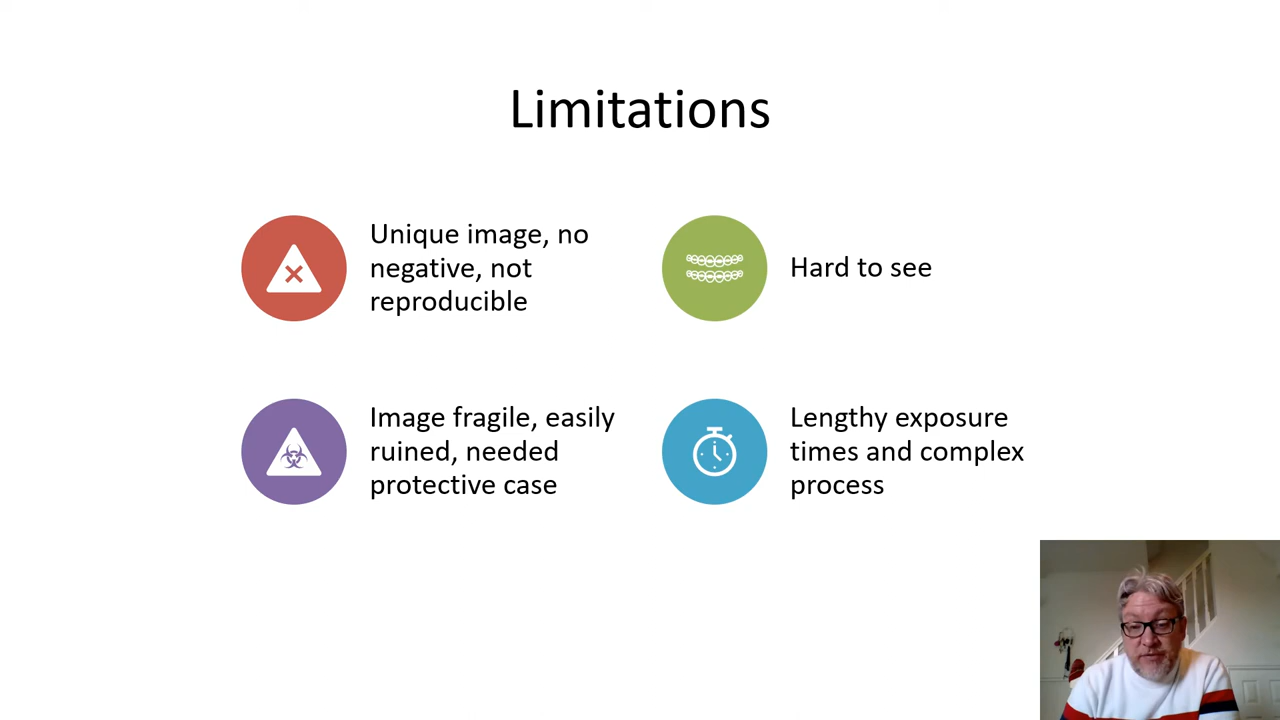 Limitations
Unique image, no
negative, not
reproducible
Hard to see
Image fragile, easily
ruined, needed
protective case
Lengthy exposure
times and complex
process